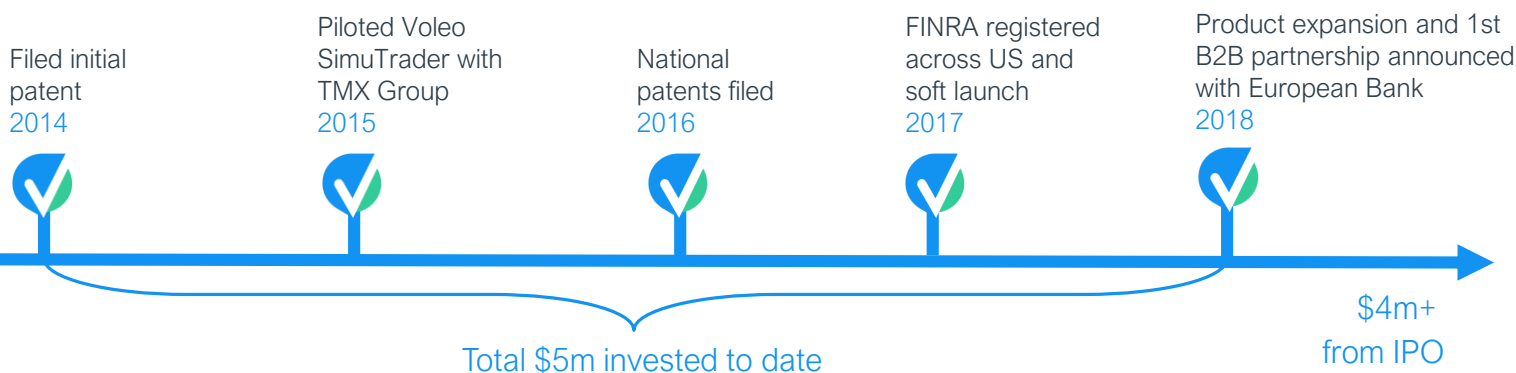 Filed initial
patent
2014
Piloted Voleo
SimuTrader with
TMX Group
2015
National
patents filed
2016
FINRA registered
across US and
soft launch
2017
Product expansion and 1st
B2B partnership announced
with European Bank
2018
Total $5m invested to date
$4m+
from IPO